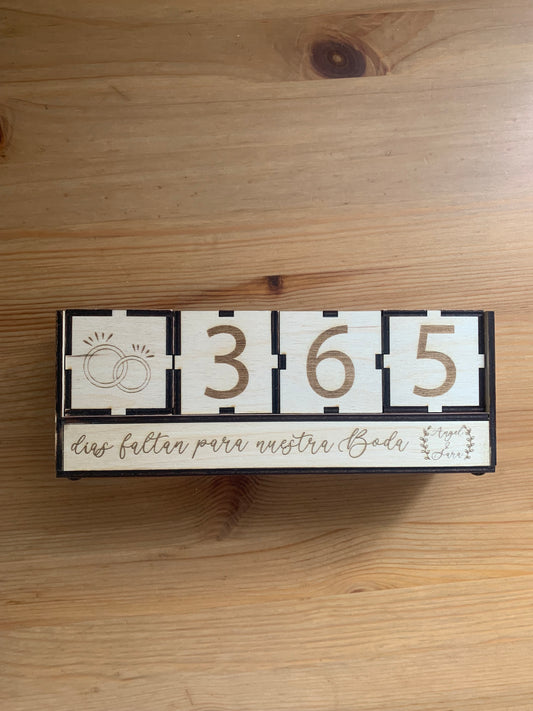 365
dias faltan para nuestra Boda
Angel
y
Sara